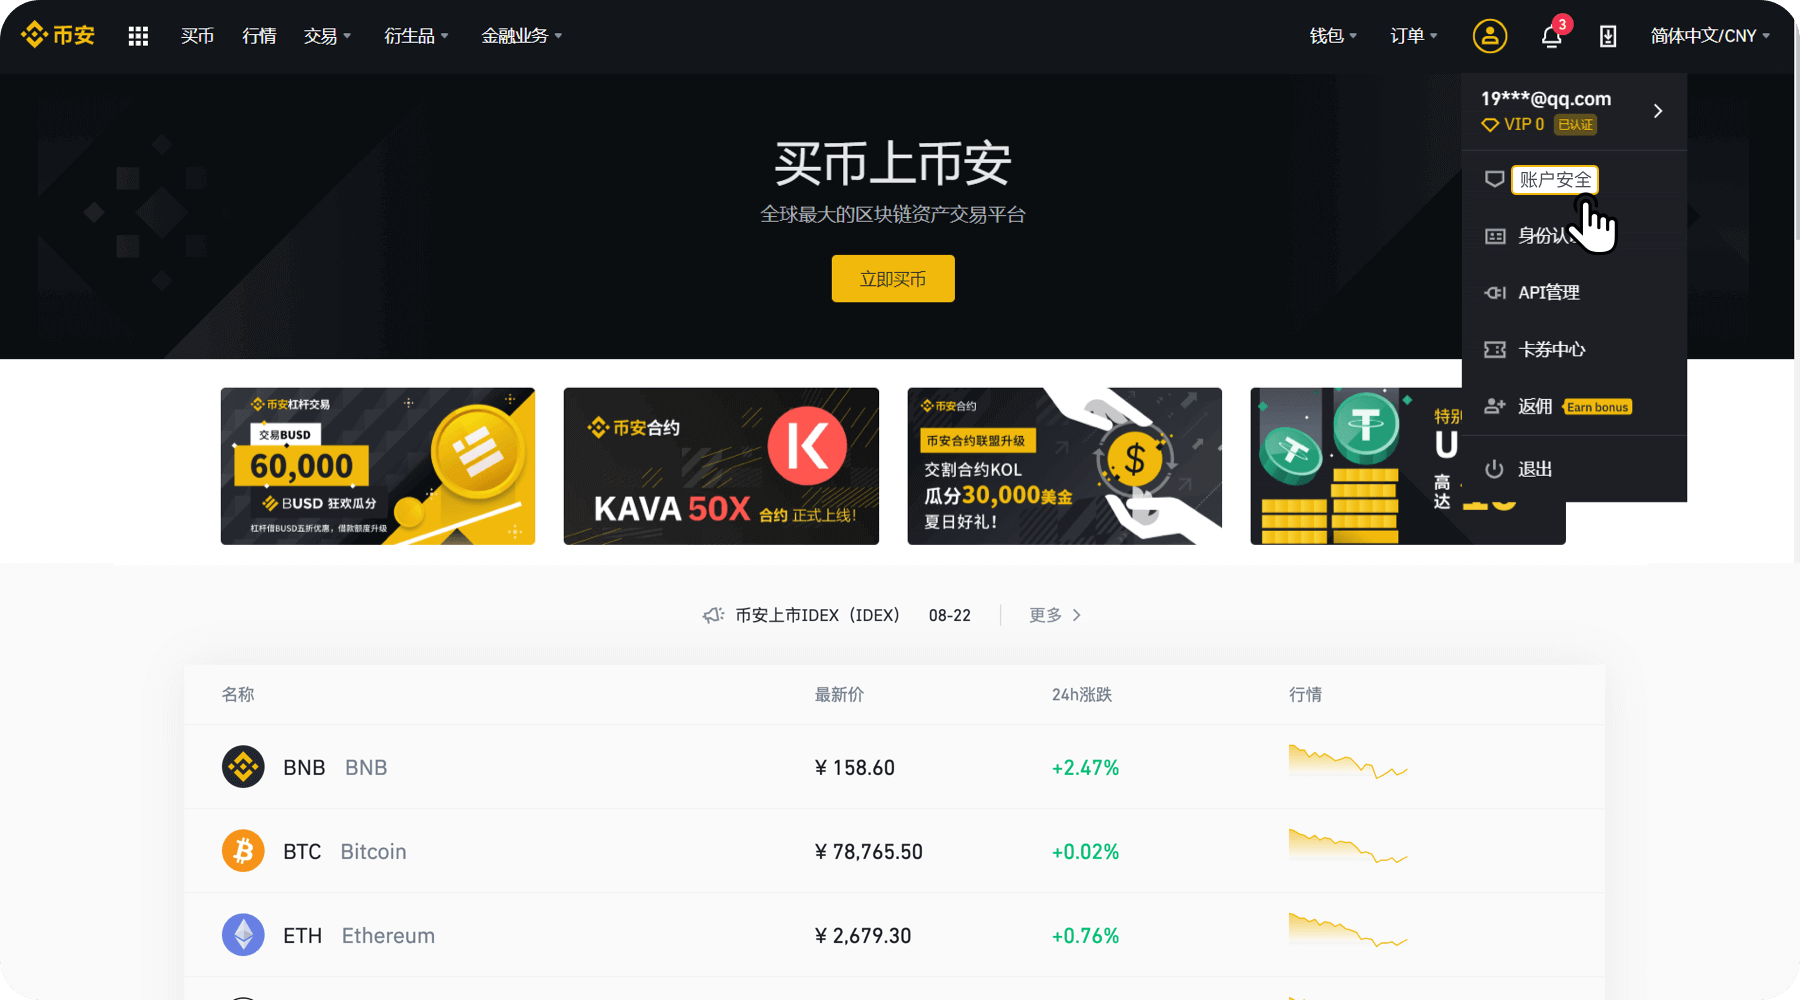 币安 买币 行情 交易 衍生品 金融业务 钱包 订单 3 简体中文/CNY
19***@qq.com
VIP 0 已认证
账户安全
身份认
API管理
卡券中心
返佣 Earn bonus
退出
买币上币安
全球最大的区块链资产交易平台
立即买币
币安杠杆交易
交易BUSD
60,000
BUSD 狂欢瓜分
杠杆借BUSD五折优惠，借款额度升级
币安合约
KAVA 50X 合约 正式上线!
币安合约
币安合约联盟升级
交割合约KOL
瓜分30,000美金
夏日好礼!
特别
U
高
达
币安上市IDEX（IDEX） 08-22 更多
名称 最新价 24h涨跌 行情
BNB BNB ¥ 158.60 +2.47%
BTC Bitcoin ¥ 78,765.50 +0.02%
ETH Ethereum ¥ 2,679.30 +0.76%